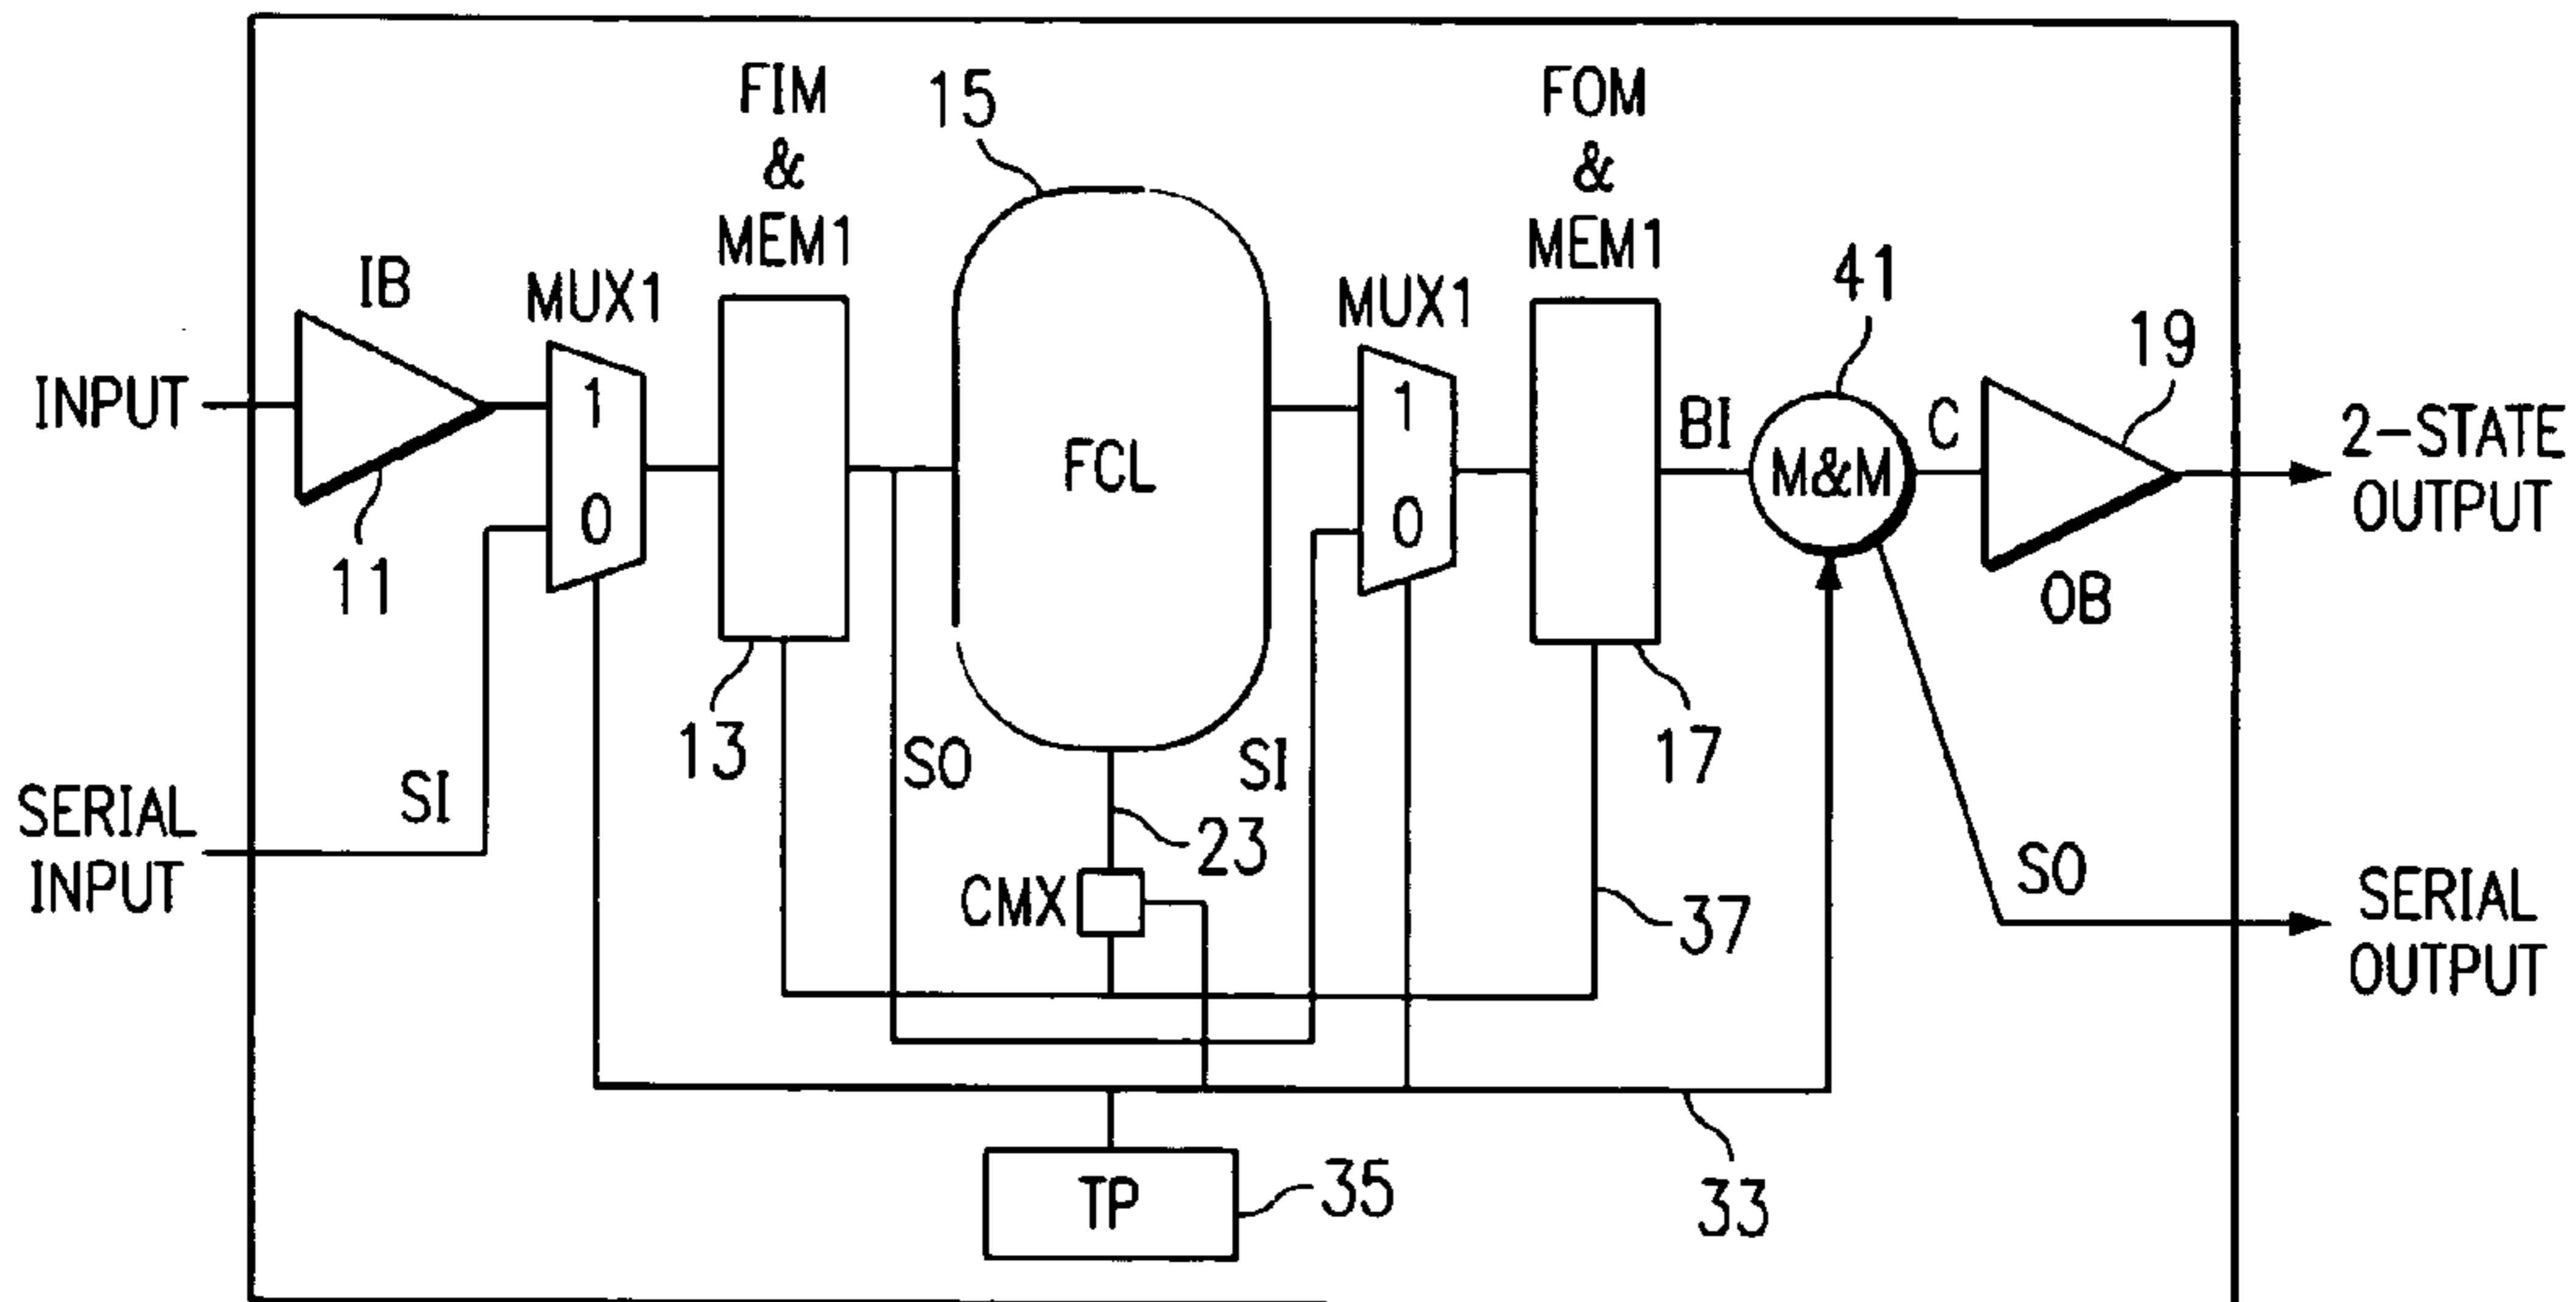 FIM
&
MEM1
15
FOM
&
MEM1
IB
MUX1
MUX1
41
19
INPUT
1
0
FCL
1
0
BI
M&M
C
2-STATE
OUTPUT
11
OB
13
SO
SI
17
SERIAL
INPUT
SI
23
CMX
37
SO
SERIAL
OUTPUT
TP
35
33